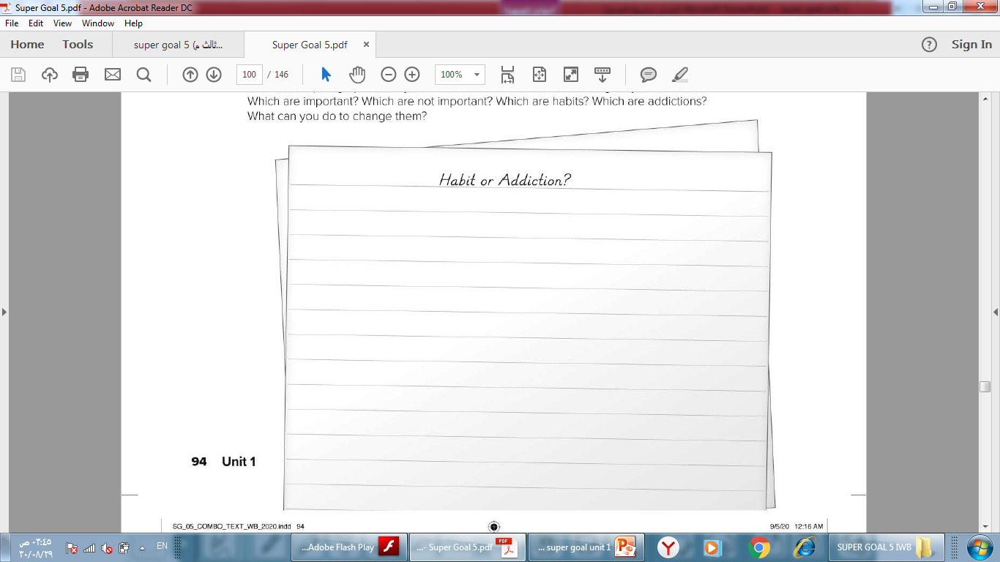 Super Goal 5.pdf - Adobe Acrobat Reader DC
File Edit View Window Help
Home Tools super goal 5 (ثالث م... Super Goal 5.pdf × Sign In
100 / 146 100%
Which are important? Which are not important? Which are habits? Which are addictions?
What can you do to change them?
Habit or Addiction?
94 Unit 1
SG_05_COMBO_TEXT_WB_2020.indd 94 9/5/20 12:16 AM
٠٣:٤٥ ص EN ...Adobe Flash Play ...- Super Goal 5.pdf ... super goal unit 1 SUPER GOAL 5 IWB
٣٠/٠٨/٢٩